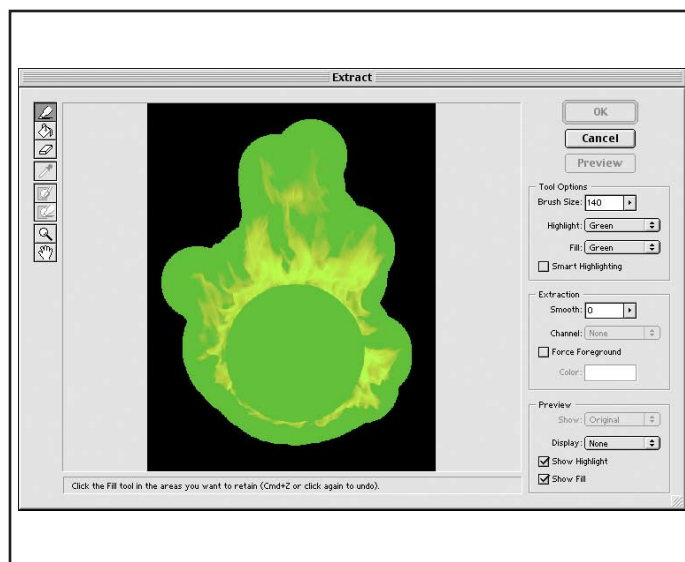 Extract
OK
Cancel
Preview
Tool Options
Brush Size: 140
Highlight: Green
Fill: Green
Smart Highlighting
Extraction
Smooth: 0
Channel: None
Force Foreground
Color:
Preview
Show: Original
Display: None
Show Highlight
Show Fill
Click the Fill tool in the areas you want to retain (Cmd+Z or click again to undo).